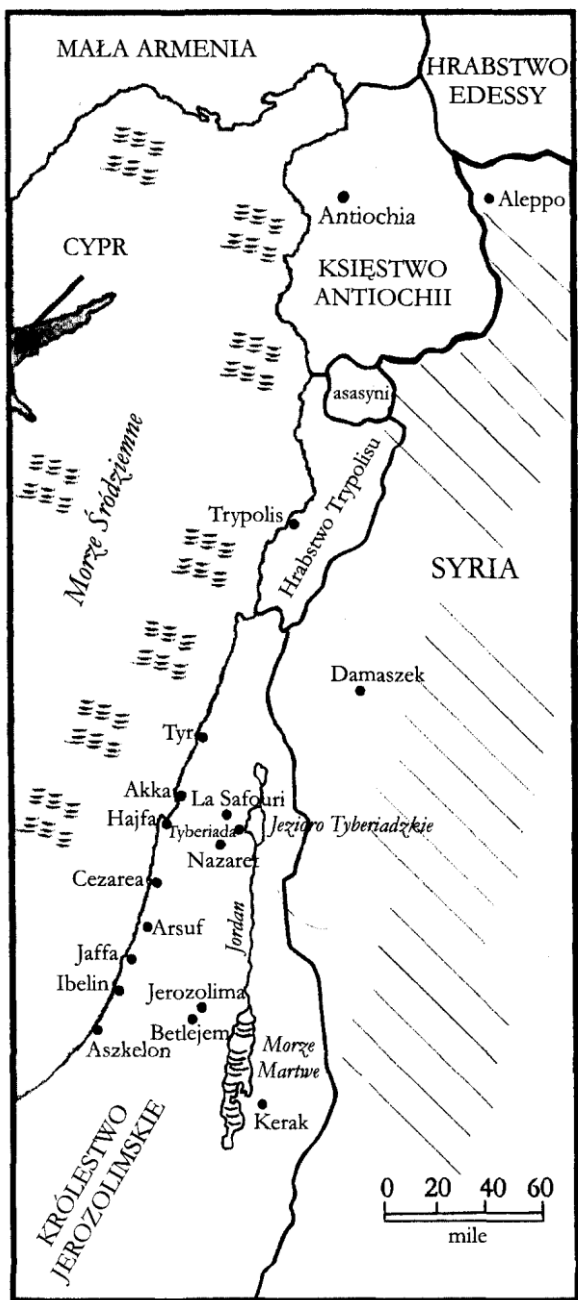 MAŁA ARMENIA
HRABSTWO
EDESSY
Antiochia
Aleppo
CYPR
KSIĘSTWO
ANTIOCHII
asasyni
Morze Śródziemne
Trypolis
Hrabstwo Trypolisu
SYRIA
Damaszek
Tyr
Akka
La Safouri
Hajfa
Tyberiada
Jezioro Tyberiadzkie
Nazaret
Cezarea
Jordan
Arsuf
Jaffa
Ibelin
Jerozolima
Betlejem
Aszkelon
Morze
Martwe
Kerak
KRÓLESTWO
JEROZOLIMSKIE
0 20 40 60
mile